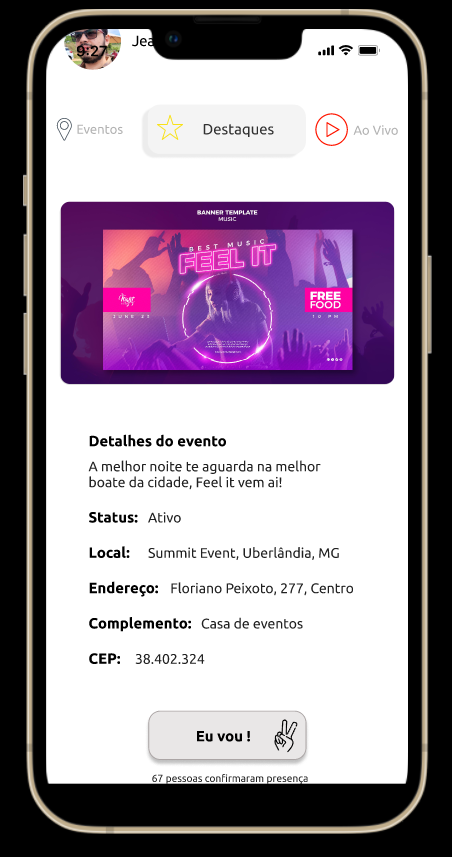 9:27
Jea
Eventos
Destaques
Ao Vivo
BANNER TEMPLATE
MUSIC
BEST MUSIC
FEEL IT
JUNE 25
FREE
FOOD
10 PM
Detalhes do evento
A melhor noite te aguarda na melhor
boate da cidade, Feel it vem ai!
Status: Ativo
Local: Summit Event, Uberlândia, MG
Endereço: Floriano Peixoto, 277, Centro
Complemento: Casa de eventos
CEP: 38.402.324
Eu vou !
67 pessoas confirmaram presença